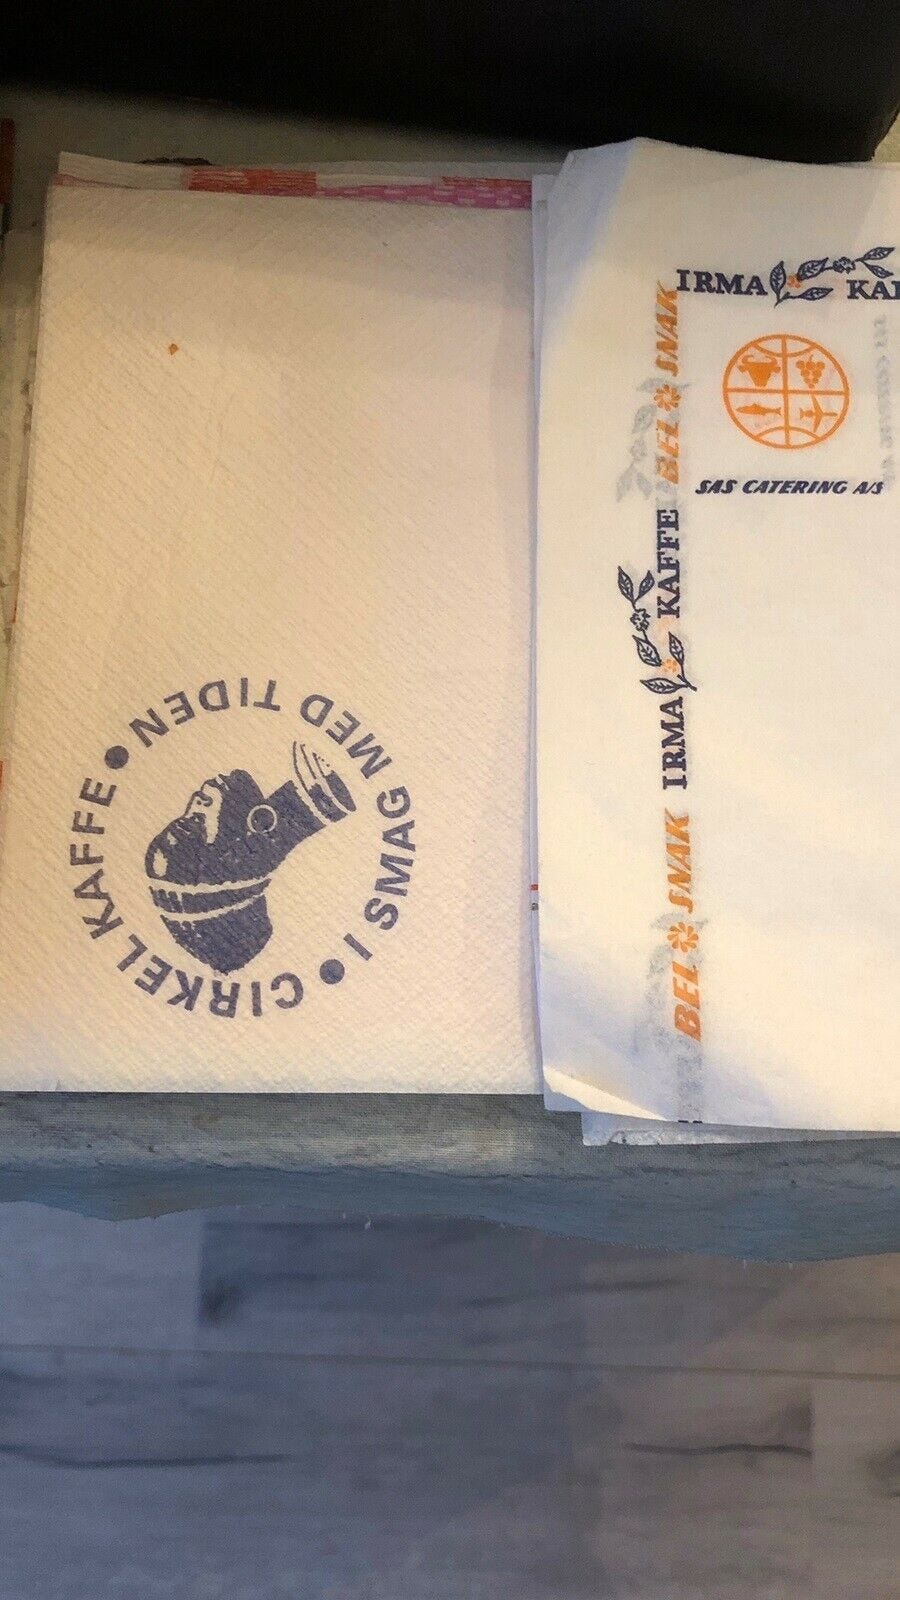 CIRKEL KAFFE • I SMAG MED TIDEN •
IRMA
BEL SNAK
SAS CATERING A/S
IRMA KAFFE
BEL SNAK